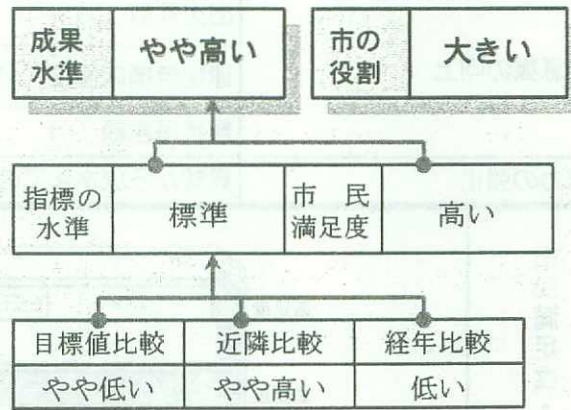 成果
水準
やや高い
市の
役割
大きい
指標の
水準
標準
市 民
満足度
高い
目標値比較
近隣比較
経年比較
やや低い
やや高い
低い